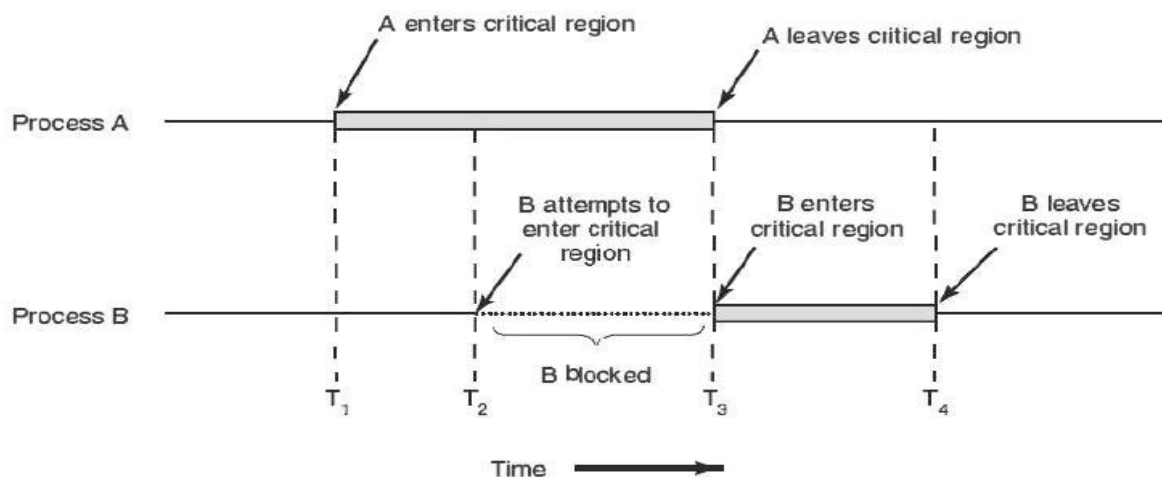 A enters critical region
A leaves critical region
Process A
B attempts to
enter critical
region
B enters
critical region
B leaves
critical region
Process B
B blocked
T1
T2
T3
T4
Time